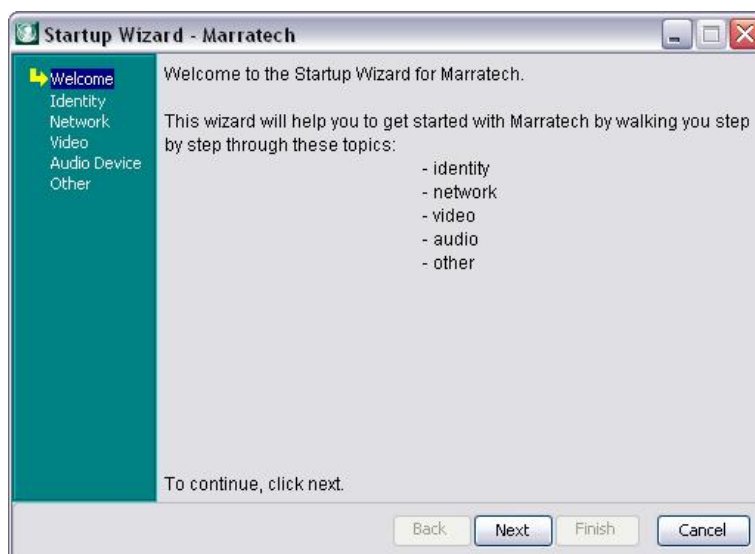 Startup Wizard - Marratech
Welcome
Identity
Network
Video
Audio Device
Other
Welcome to the Startup Wizard for Marratech.
This wizard will help you to get started with Marratech by walking you step
by step through these topics:
- identity
- network
- video
- audio
- other
To continue, click next.
Back Next Finish Cancel